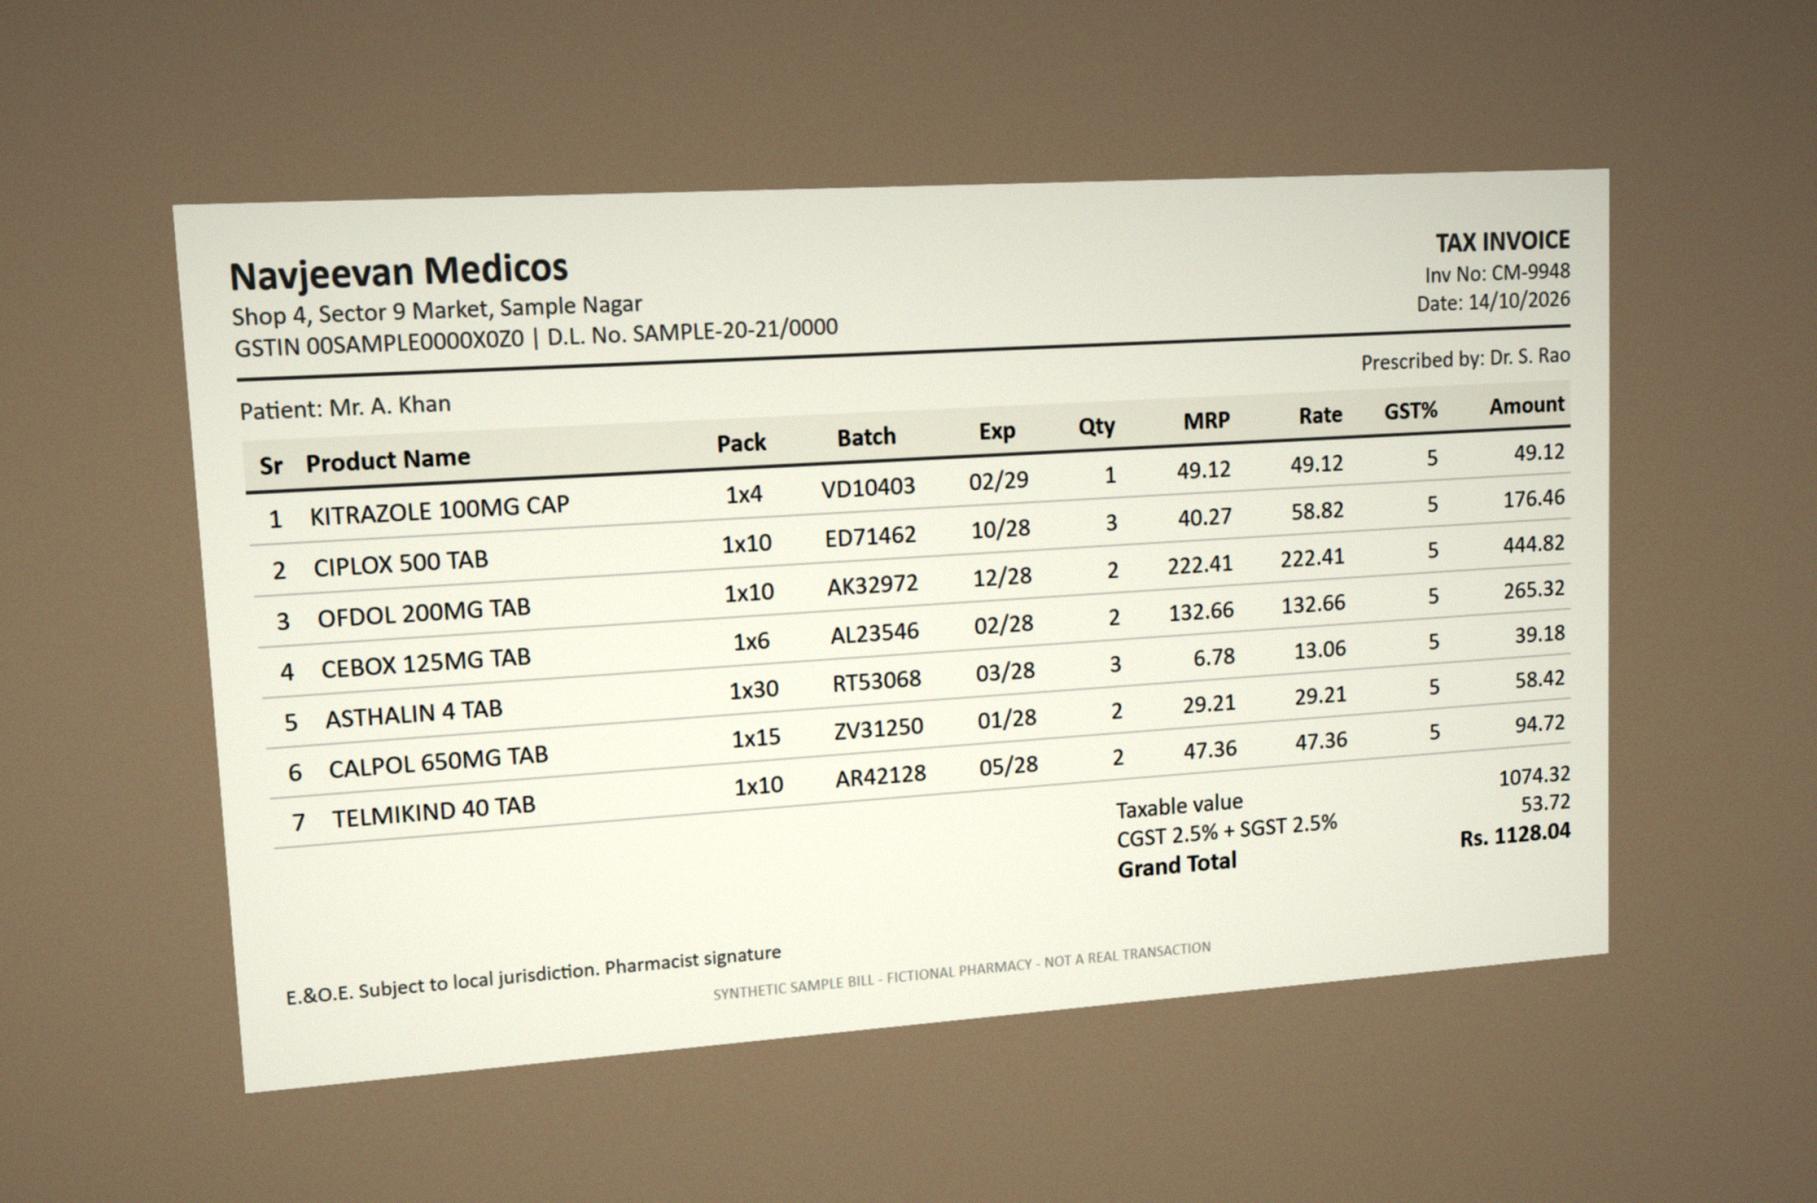 Navjeevan Medicos
Shop 4, Sector 9 Market, Sample Nagar
GSTIN 00SAMPLE0000X0Z0 | D.L. No. SAMPLE-20-21/0000
TAX INVOICE
Inv No: CM-9948
Date: 14/10/2026
Patient: Mr. A. Khan
Prescribed by: Dr. S. Rao
Sr Product Name Pack Batch Exp Qty MRP Rate GST% Amount
1 KITRAZOLE 100MG CAP 1x4 VD10403 02/29 1 49.12 49.12 5 49.12
2 CIPLOX 500 TAB 1x10 ED71462 10/28 3 40.27 58.82 5 176.46
3 OFDOL 200MG TAB 1x10 AK32972 12/28 2 222.41 222.41 5 444.82
4 CEBOX 125MG TAB 1x6 AL23546 02/28 2 132.66 132.66 5 265.32
5 ASTHALIN 4 TAB 1x30 RT53068 03/28 3 6.78 13.06 5 39.18
6 CALPOL 650MG TAB 1x15 ZV31250 01/28 2 29.21 29.21 5 58.42
7 TELMIKIND 40 TAB 1x10 AR42128 05/28 2 47.36 47.36 5 94.72
Taxable value 1074.32
CGST 2.5% + SGST 2.5% 53.72
Grand Total Rs. 1128.04
E.&O.E. Subject to local jurisdiction. Pharmacist signature
SYNTHETIC SAMPLE BILL - FICTIONAL PHARMACY - NOT A REAL TRANSACTION